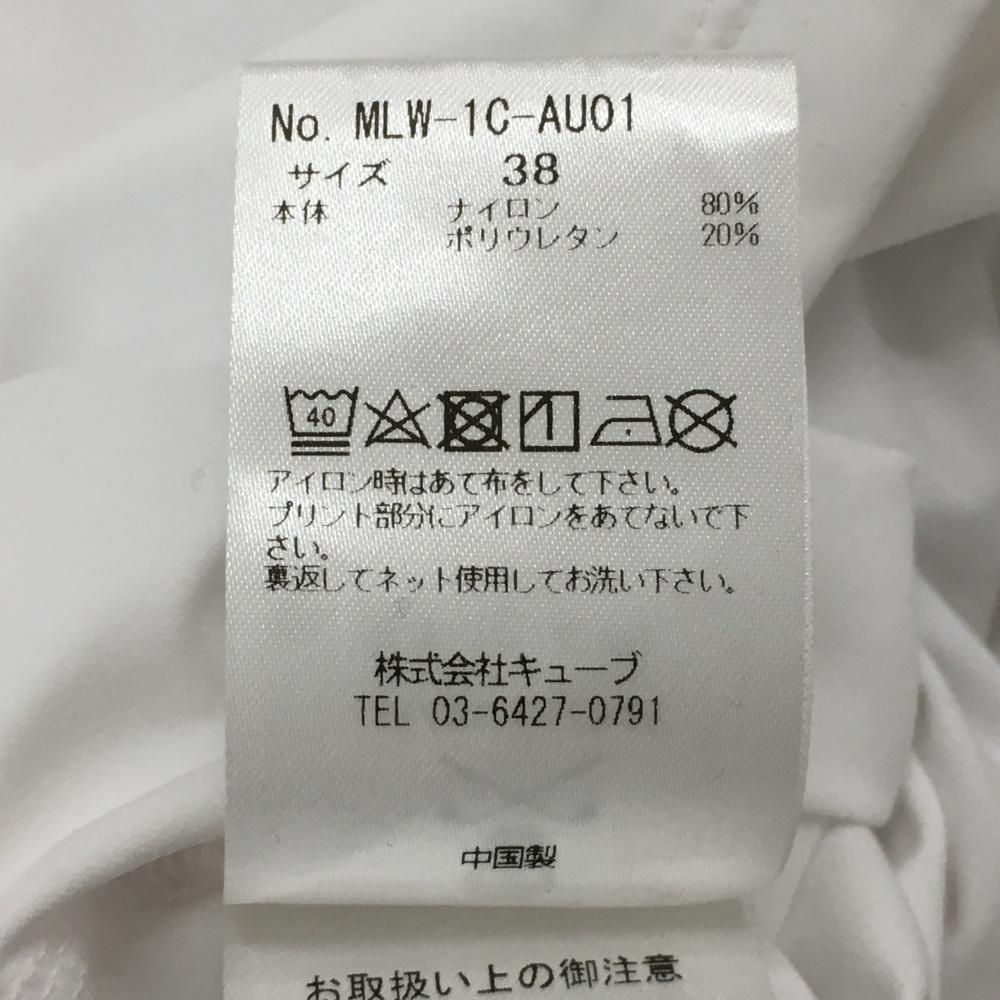 No. MLW-1C-AU01
サイズ 38
本体 ナイロン 80%
ポリウレタン 20%
40
アイロン時はあて布をして下さい。
プリント部分にアイロンをあてないで下
さい。
裏返してネット使用してお洗い下さい。
株式会社キューブ
TEL 03-6427-0791
中国製
お取扱い上の御注意